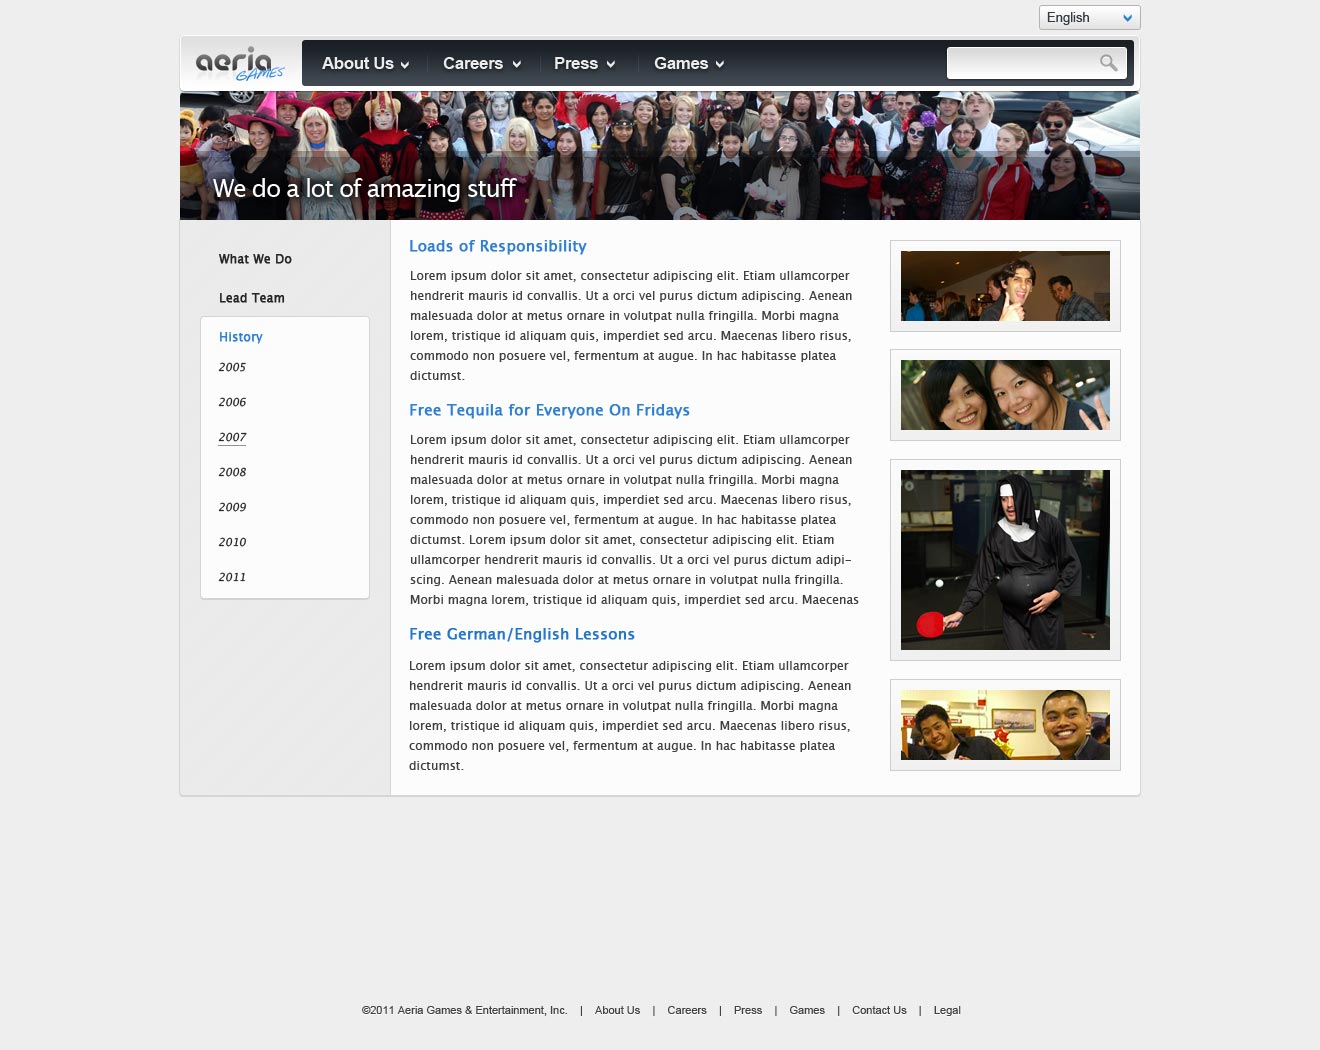 English
aeria
GAMES
About Us
Careers
Press
Games
We do a lot of amazing stuff
What We Do
Lead Team
History
2005
2006
2007
2008
2009
2010
2011
Loads of Responsibility
Lorem ipsum dolor sit amet, consectetur adipiscing elit. Etiam ullamcorper
hendrerit mauris id convallis. Ut a orci vel purus dictum adipiscing. Aenean
malesuada dolor at metus ornare in volutpat nulla fringilla. Morbi magna
lorem, tristique id aliquam quis, imperdiet sed arcu. Maecenas libero risus,
commodo non posuere vel, fermentum at augue. In hac habitasse platea
dictumst.
Free Tequila for Everyone On Fridays
Lorem ipsum dolor sit amet, consectetur adipiscing elit. Etiam ullamcorper
hendrerit mauris id convallis. Ut a orci vel purus dictum adipiscing. Aenean
malesuada dolor at metus ornare in volutpat nulla fringilla. Morbi magna
lorem, tristique id aliquam quis, imperdiet sed arcu. Maecenas libero risus,
commodo non posuere vel, fermentum at augue. In hac habitasse platea
dictumst. Lorem ipsum dolor sit amet, consectetur adipiscing elit. Etiam
ullamcorper hendrerit mauris id convallis. Ut a orci vel purus dictum adipi-
scing. Aenean malesuada dolor at metus ornare in volutpat nulla fringilla.
Morbi magna lorem, tristique id aliquam quis, imperdiet sed arcu. Maecenas
Free German/English Lessons
Lorem ipsum dolor sit amet, consectetur adipiscing elit. Etiam ullamcorper
hendrerit mauris id convallis. Ut a orci vel purus dictum adipiscing. Aenean
malesuada dolor at metus ornare in volutpat nulla fringilla. Morbi magna
lorem, tristique id aliquam quis, imperdiet sed arcu. Maecenas libero risus,
commodo non posuere vel, fermentum at augue. In hac habitasse platea
dictumst.
©2011 Aeria Games & Entertainment, Inc. | About Us | Careers | Press | Games | Contact Us | Legal